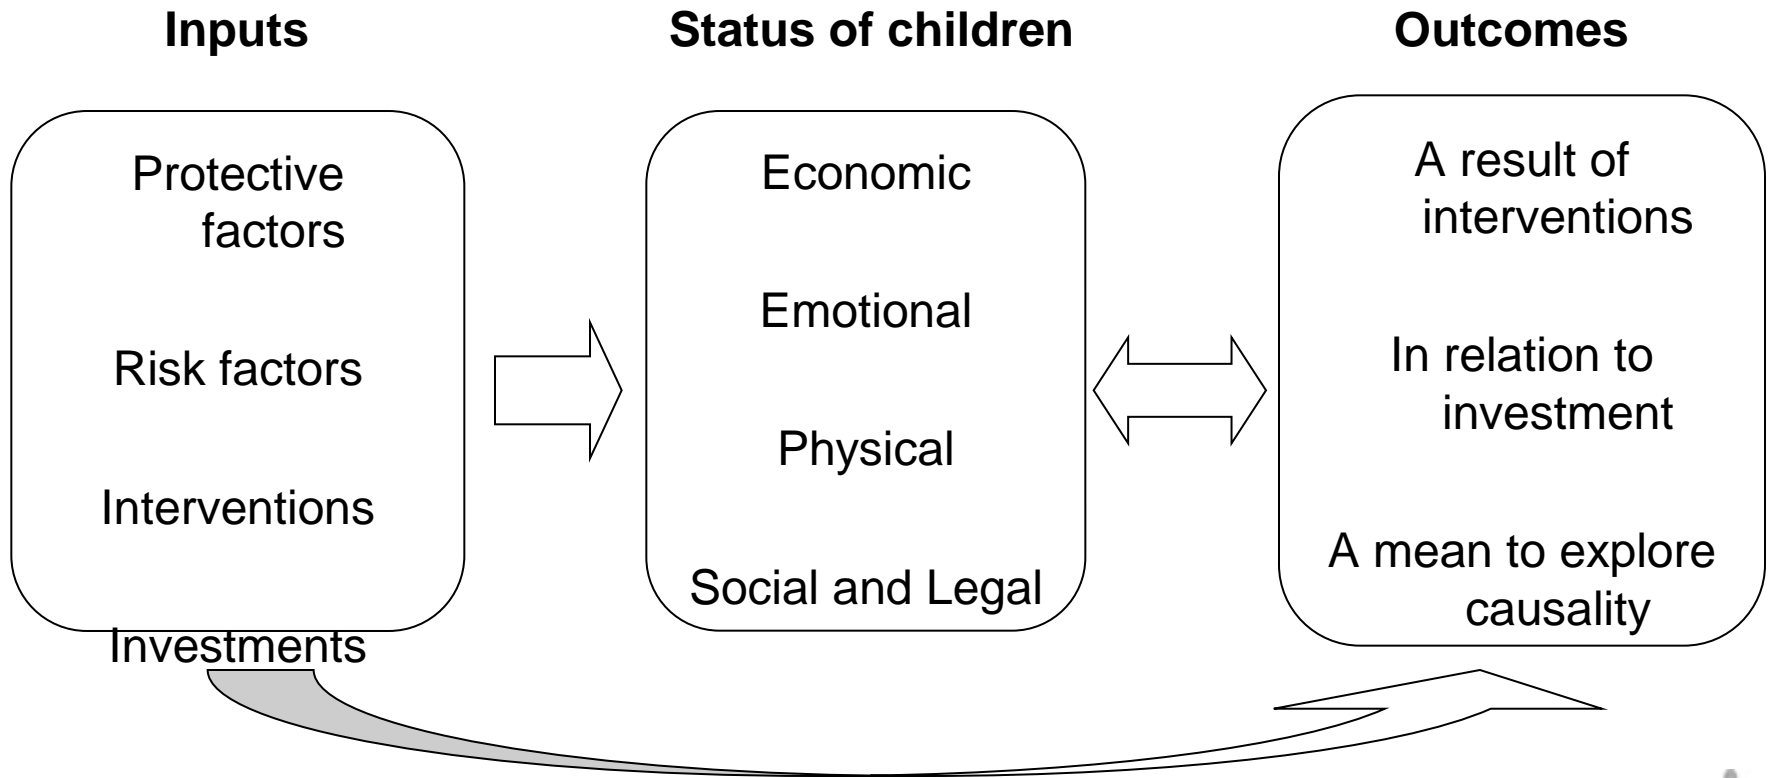 Inputs
Protective
factors
Risk factors
Interventions
Investments
Status of children
Economic
Emotional
Physical
Social and Legal
Outcomes
A result of
interventions
In relation to
investment
A mean to explore
causality